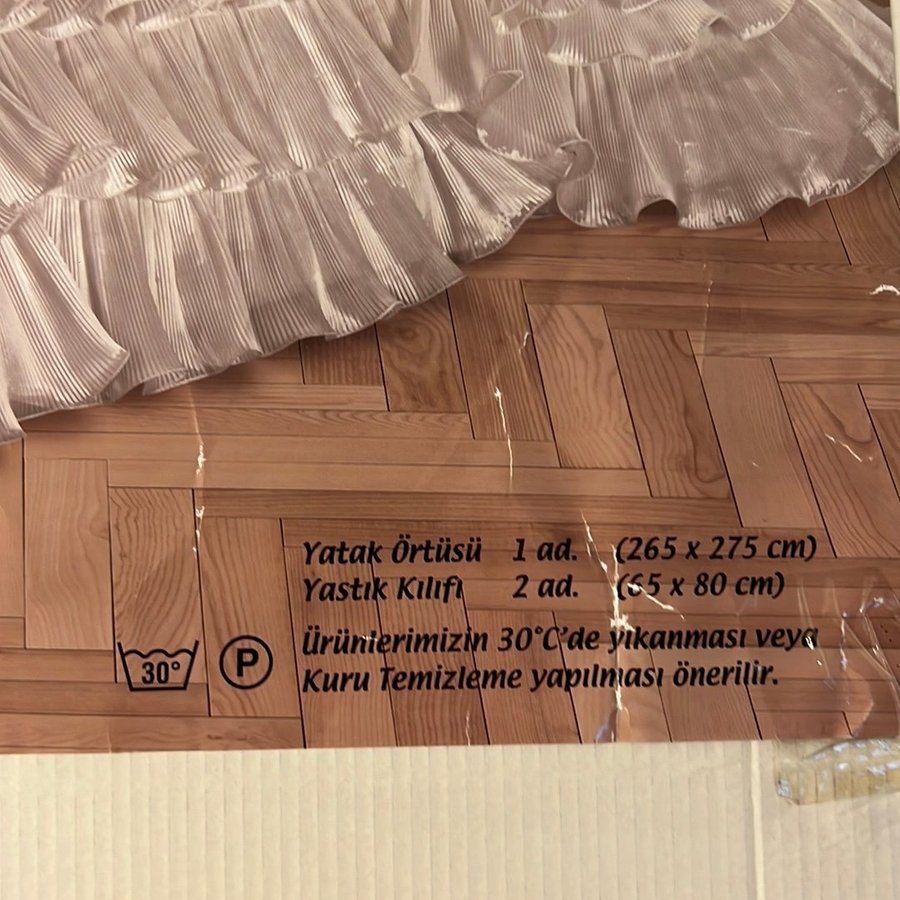 Yatak Örtüsü 1 ad. (265 x 275 cm)
Yastık Kılıfı 2 ad. (65 x 80 cm)
Ürünlerimizin 30°C'de yıkanması veya
Kuru Temizleme yapılması önerilir.
30°
P